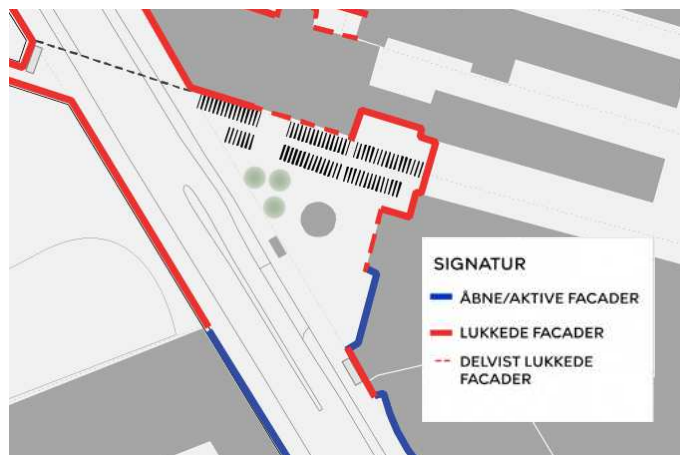 SIGNATUR
ÅBNE/AKTIVE FACADER
LUKKEDE FACADER
DELVIST LUKKEDE
FACADER